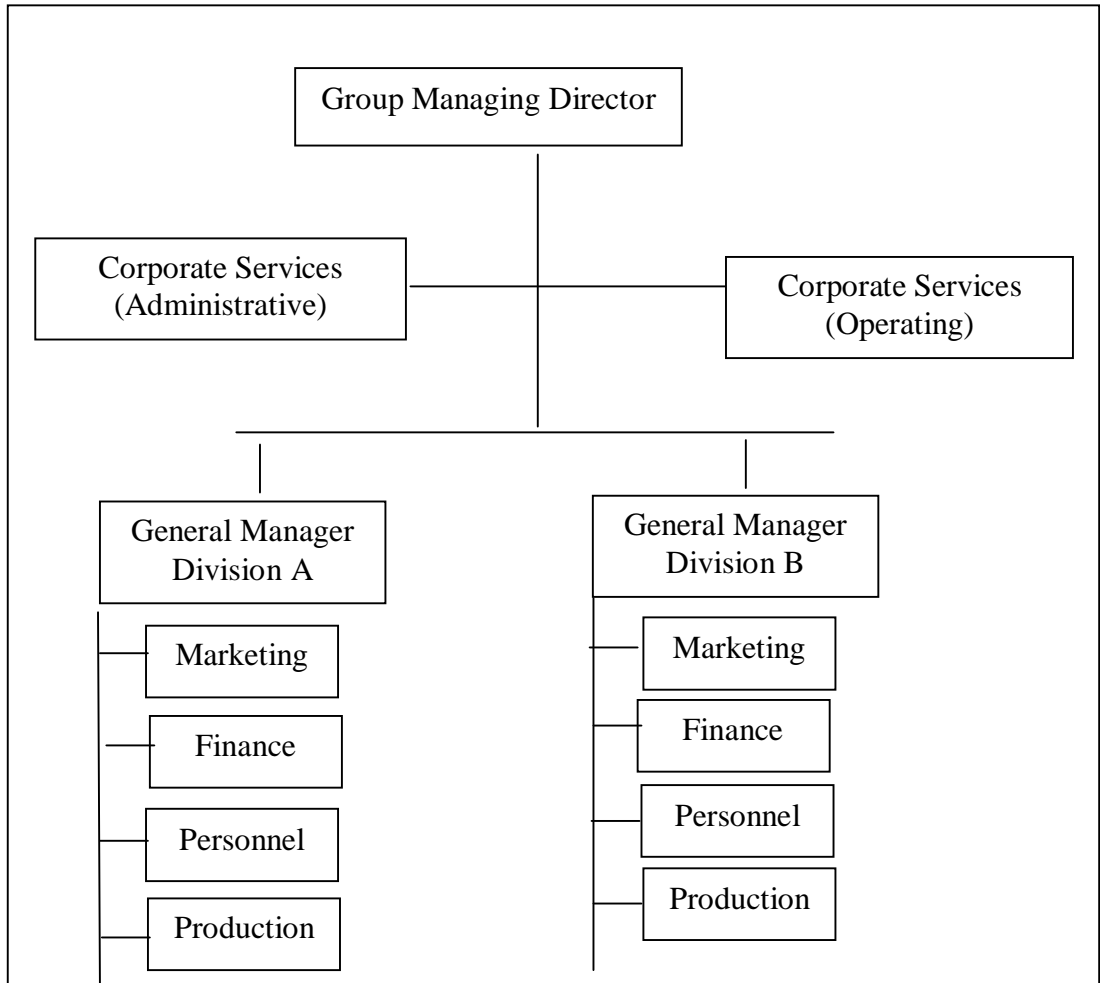 Group Managing Director
Corporate Services
(Administrative)
Corporate Services
(Operating)
General Manager
Division A
General Manager
Division B
Marketing
Finance
Personnel
Production
Marketing
Finance
Personnel
Production